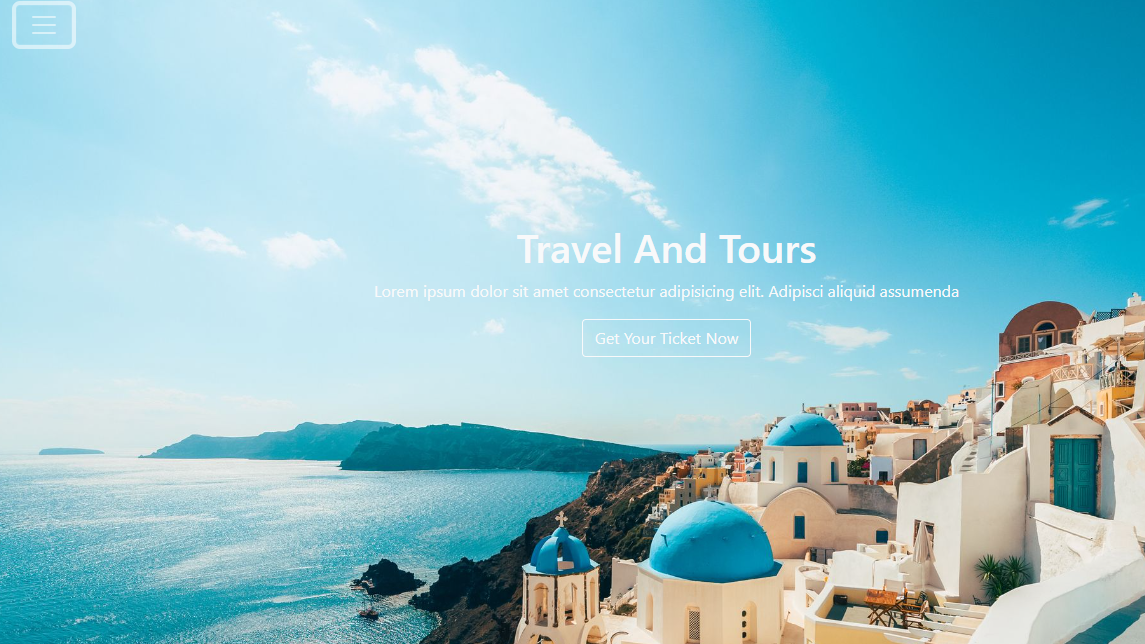 Travel And Tours
Lorem ipsum dolor sit amet consectetur adipisicing elit. Adipisci aliquid assumenda
Get Your Ticket Now